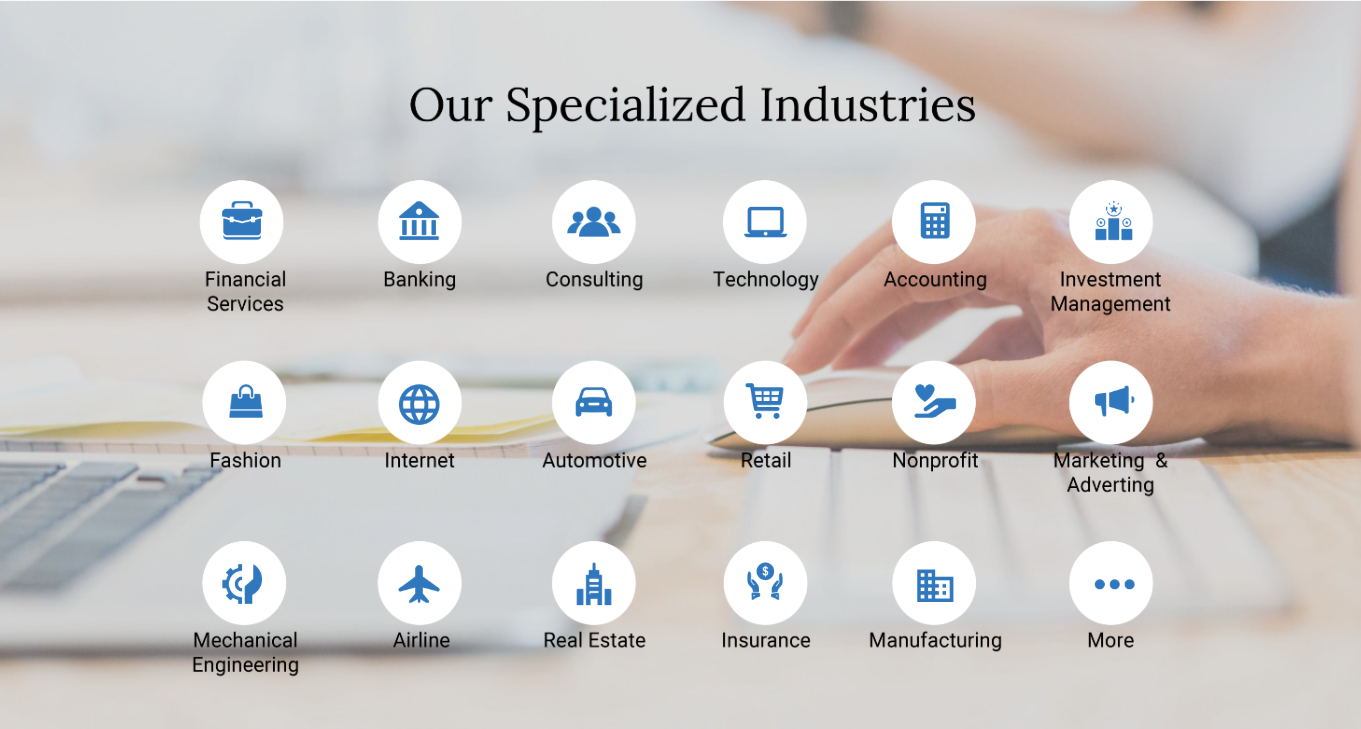 Our Specialized Industries
Financial
Services
Banking
Consulting
Technology
Accounting
Investment
Management
Fashion
Internet
Automotive
Retail
Nonprofit
Marketing &
Adverting
Mechanical
Engineering
Airline
Real Estate
Insurance
$
Manufacturing
More